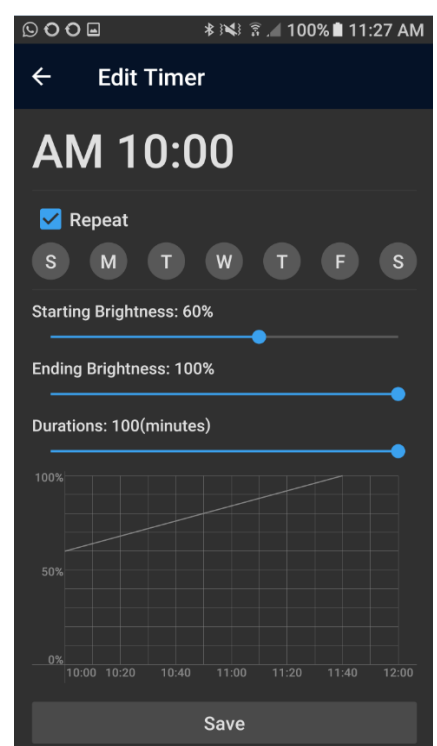 100% 11:27 AM
Edit Timer
AM 10:00
Repeat
S M T W T F S
Starting Brightness: 60%
Ending Brightness: 100%
Durations: 100(minutes)
100%
50%
0%
10:00 10:20 10:40 11:00 11:20 11:40 12:00
Save